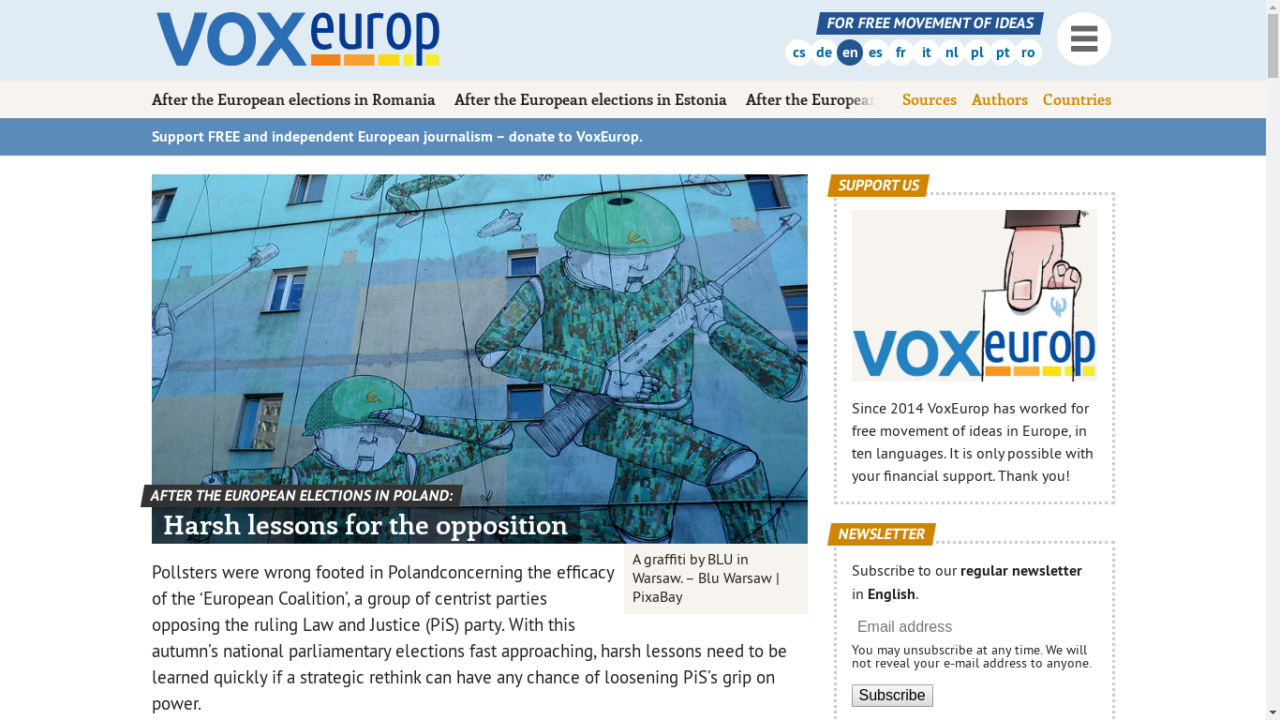 VOXeurop
FOR FREE MOVEMENT OF IDEAS
cs de en es fr it nl pl pt ro
After the European elections in Romania After the European elections in Estonia After the European Sources Authors Countries
Support FREE and independent European journalism – donate to VoxEurop.
AFTER THE EUROPEAN ELECTIONS IN POLAND:
Harsh lessons for the opposition
A graffiti by BLU in
Warsaw. – Blu Warsaw |
PixaBay
Pollsters were wrong footed in Polandconcerning the efficacy
of the ‘European Coalition’, a group of centrist parties
opposing the ruling Law and Justice (PiS) party. With this
autumn’s national parliamentary elections fast approaching, harsh lessons need to be
learned quickly if a strategic rethink can have any chance of loosening PiS’s grip on
power.
SUPPORT US
VOXeurop
Since 2014 VoxEurop has worked for
free movement of ideas in Europe, in
ten languages. It is only possible with
your financial support. Thank you!
NEWSLETTER
Subscribe to our regular newsletter
in English.
Email address
You may unsubscribe at any time. We will
not reveal your e-mail address to anyone.
Subscribe